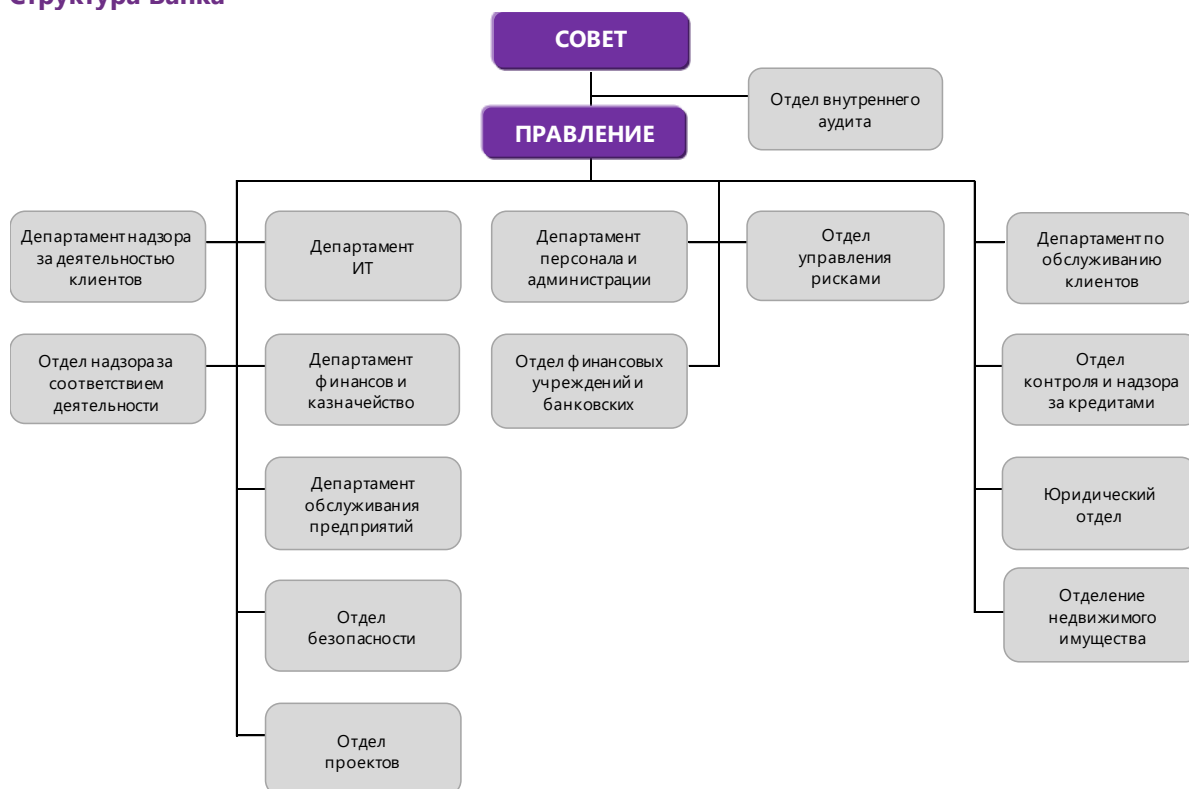 Структура Банка
СОВЕТ
Отдел внутреннего
аудита
ПРАВЛЕНИЕ
Департамент надзора
за деятельностью
клиентов
Департамент
ИТ
Департамент
персонала и
администрации
Отдел
управления
рисками
Департамент по
обслуживанию
клиентов
Отдел надзора за
соответствием
деятельности
Департамент
финансов и
казначейство
Отдел финансовых
учреждений и
банковских
Отдел
контроля и надзора
за кредитами
Департамент
обслуживания
предприятий
Юридический
отдел
Отдел
безопасности
Отделение
недвижимого
имущества
Отдел
проектов